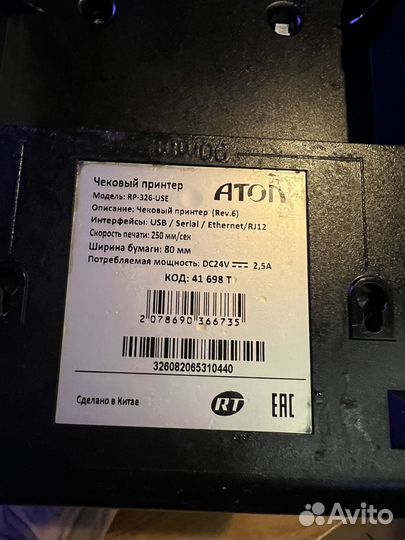 Чековый принтер
АТОЛ
Модель: RP-326-USE
Описание: Чековый принтер (Rev.6)
Интерфейсы: USB / Serial / Ethernet/RJ12
Скорость печати: 250 мм/сек
Ширина бумаги: 80 мм
Потребляемая мощность: DC24V 2,5A
КОД: 41 698 Т
2 078690 366735
326082065310440
Сделано в Китае
RT
EAC
Avito